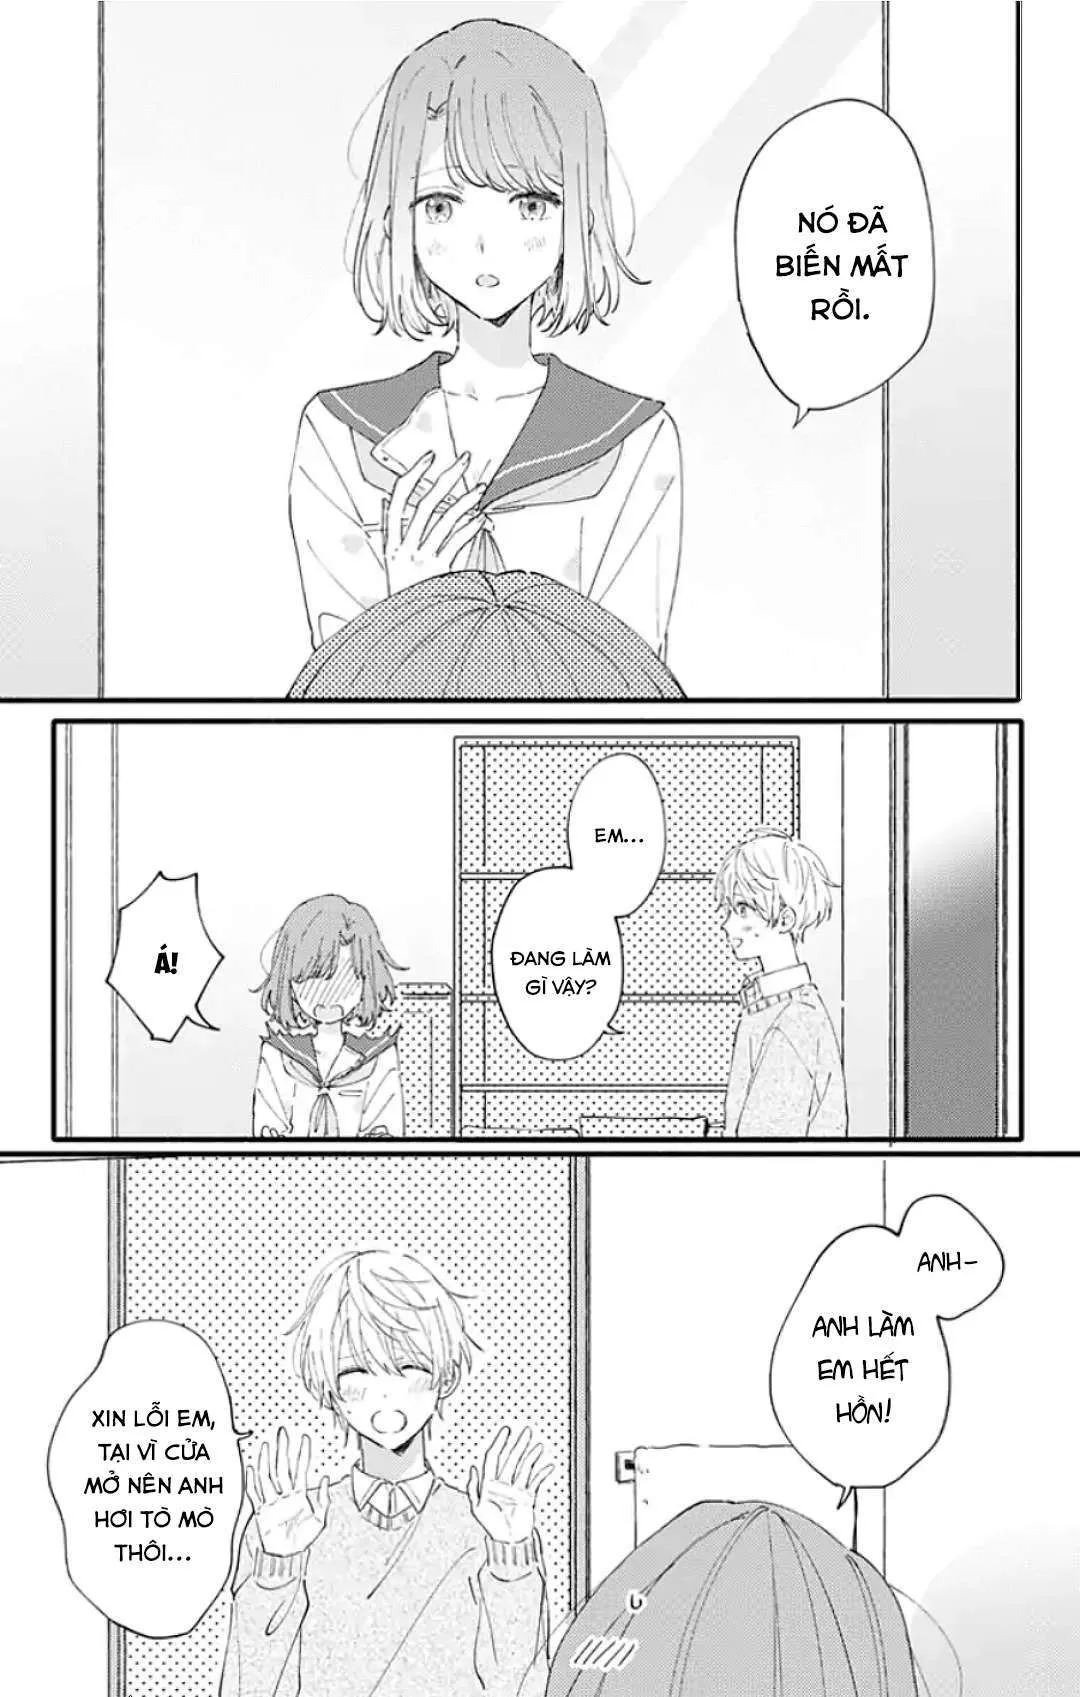 NÓ ĐÃ
BIẾN MẤT
RỒI.
EM...
ĐANG LÀM
GÌ VẬY?
Á!
ANH-
ANH LÀM
EM HẾT
HỒN!
XIN LỖI EM,
TẠI VÌ CỬA
MỞ NÊN ANH
HƠI TÒ MÒ
THÔI...